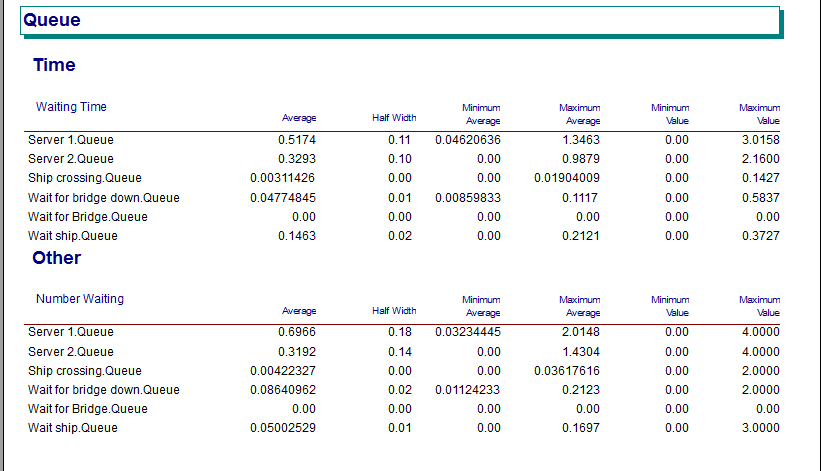 Queue
Time
Waiting Time Average Half Width Minimum Average Maximum Average Minimum Value Maximum Value
Server 1.Queue 0.5174 0.11 0.04620636 1.3463 0.00 3.0158
Server 2.Queue 0.3293 0.10 0.00 0.9879 0.00 2.1600
Ship crossing.Queue 0.00311426 0.00 0.00 0.01904009 0.00 0.1427
Wait for bridge down.Queue 0.04774845 0.01 0.00859833 0.1117 0.00 0.5837
Wait for Bridge.Queue 0.00 0.00 0.00 0.00 0.00 0.00
Wait ship.Queue 0.1463 0.02 0.00 0.2121 0.00 0.3727
Other
Number Waiting Average Half Width Minimum Average Maximum Average Minimum Value Maximum Value
Server 1.Queue 0.6966 0.18 0.03234445 2.0148 0.00 4.0000
Server 2.Queue 0.3192 0.14 0.00 1.4304 0.00 4.0000
Ship crossing.Queue 0.00422327 0.00 0.00 0.03617616 0.00 2.0000
Wait for bridge down.Queue 0.08640962 0.02 0.01124233 0.2123 0.00 2.0000
Wait for Bridge.Queue 0.00 0.00 0.00 0.00 0.00 0.00
Wait ship.Queue 0.05002529 0.01 0.00 0.1697 0.00 3.0000